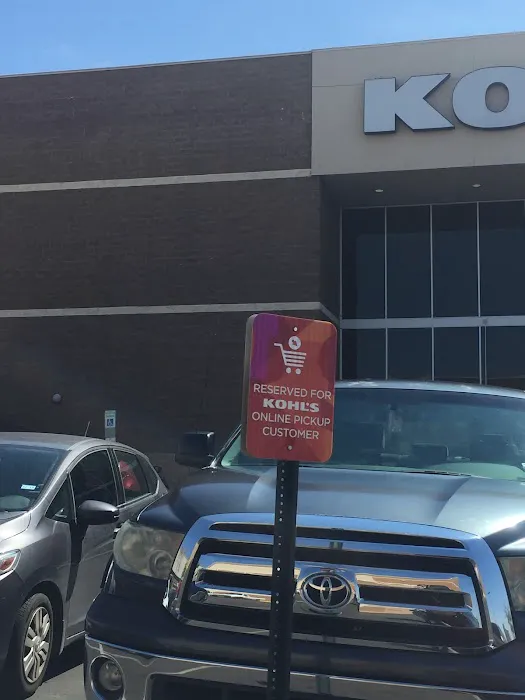 KO
RESERVED FOR
KOHL'S
ONLINE PICKUP
CUSTOMER